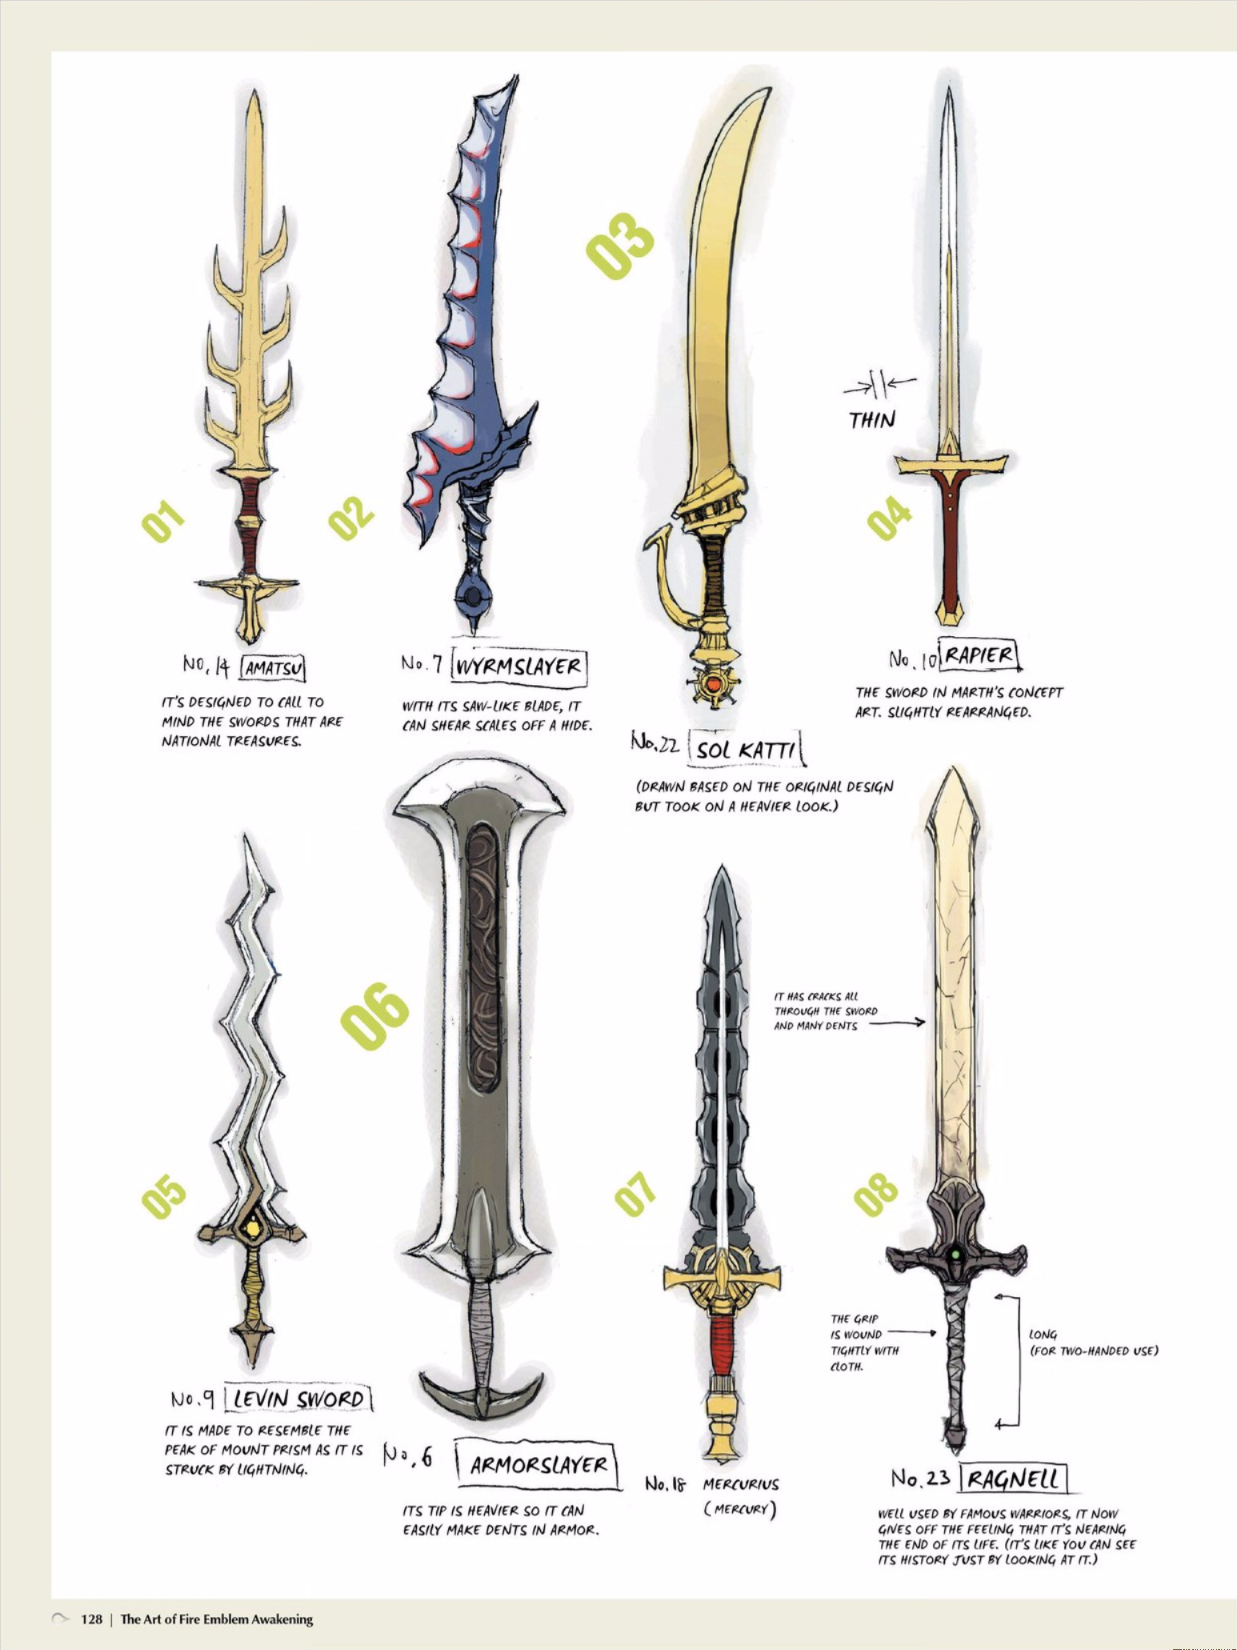 01
No. 14 AMATSU
IT'S DESIGNED TO CALL TO
MIND THE SWORDS THAT ARE
NATIONAL TREASURES.
02
No. 7 WYRMSLAYER
WITH ITS SAW-LIKE BLADE, IT
CAN SHEAR SCALES OFF A HIDE.
03
No. 22 SOL KATTI
(DRAWN BASED ON THE ORIGINAL DESIGN
BUT TOOK ON A HEAVIER LOOK.)
THIN
04
No. 10 RAPIER
THE SWORD IN MARTH'S CONCEPT
ART. SLIGHTLY REARRANGED.
05
No. 9 LEVIN SWORD
IT IS MADE TO RESEMBLE THE
PEAK OF MOUNT PRISM AS IT IS
STRUCK BY LIGHTNING.
06
No. 6 ARMORSLAYER
ITS TIP IS HEAVIER SO IT CAN
EASILY MAKE DENTS IN ARMOR.
07
No. 18 MERCURIUS
(MERCURY)
IT HAS CRACKS ALL
THROUGH THE SWORD
AND MANY DENTS
08
THE GRIP
IS WOUND
TIGHTLY WITH
CLOTH.
LONG
(FOR TWO-HANDED USE)
No. 23 RAGNELL
WELL USED BY FAMOUS WARRIORS, IT NOW
GIVES OFF THE FEELING THAT IT'S NEARING
THE END OF ITS LIFE. (IT'S LIKE YOU CAN SEE
ITS HISTORY JUST BY LOOKING AT IT.)
128 | The Art of Fire Emblem Awakening